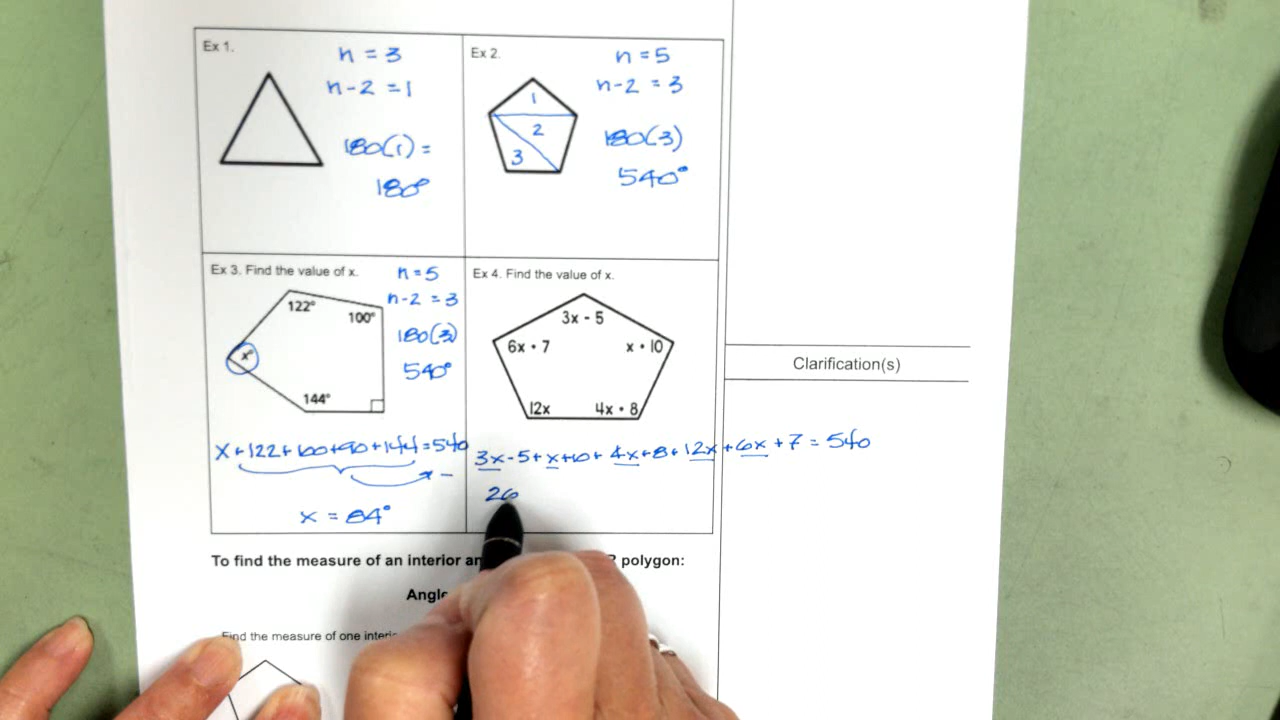 Ex 1.
n = 3
n-2 = 1
180(1) =
180°
Ex 2.
n = 5
n-2 = 3
1
2
3
180(3)
540°
Ex 3. Find the value of x.
n = 5
n-2 = 3
180(3)
540°
122°
100°
x°
144°
x+122+100+90+144=540
-
x = 84°
Ex 4. Find the value of x.
3x - 5
6x • 7
x • 10
12x
4x • 8
3x-5+x+10+4x+8+12x+6x+7=540
26
Clarification(s)
To find the measure of an interior polygon:
Find the measure of one